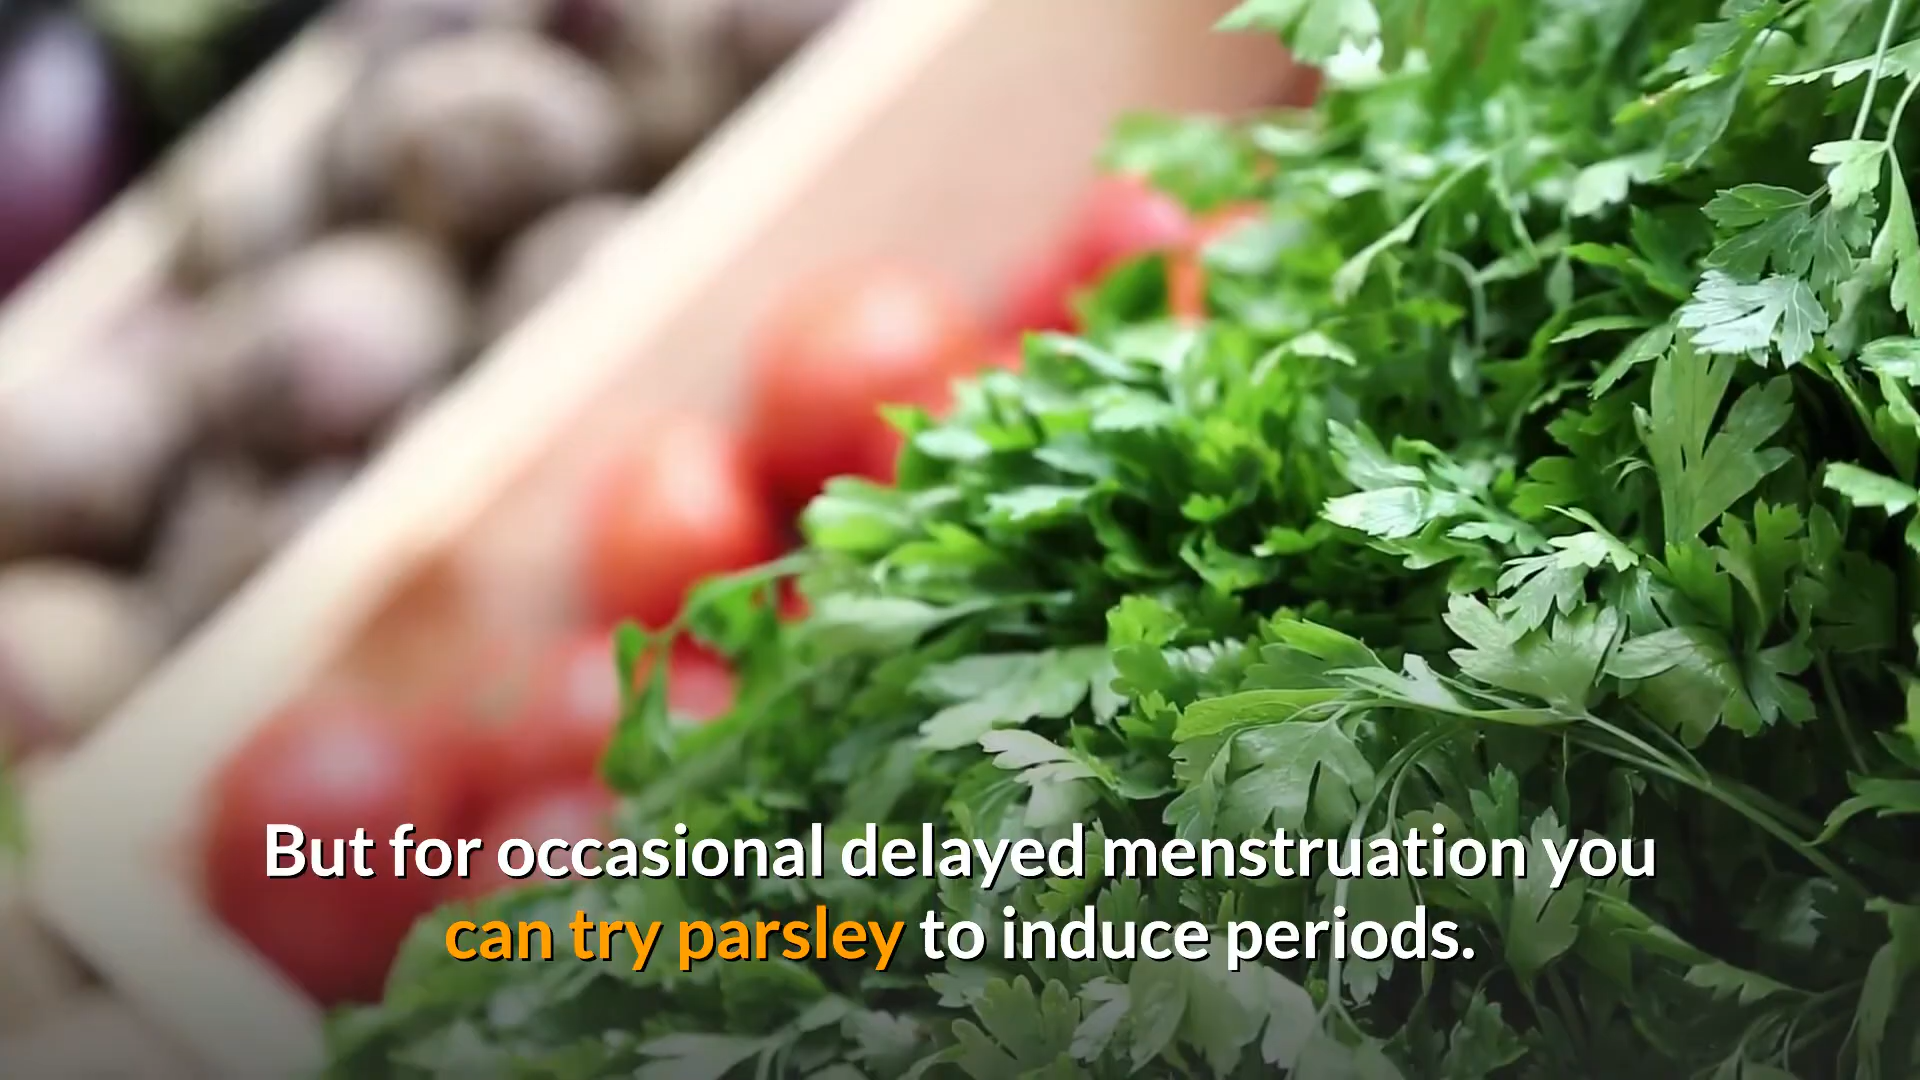 But for occasional delayed menstruation you
can try parsley to induce periods.